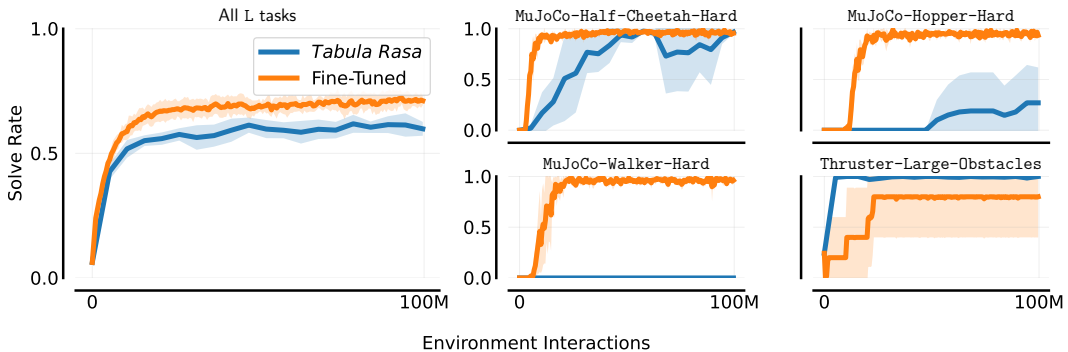 All L tasks
1.0
0.5
0.0
Solve Rate
Tabula Rasa
Fine-Tuned
0
100M
MuJoCo-Half-Cheetah-Hard
1.0
0.5
0.0
MuJoCo-Hopper-Hard
1.0
0.5
0.0
MuJoCo-Walker-Hard
1.0
0.5
0.0
0
100M
Thruster-Large-Obstacles
1.0
0.5
0.0
0
100M
Environment Interactions